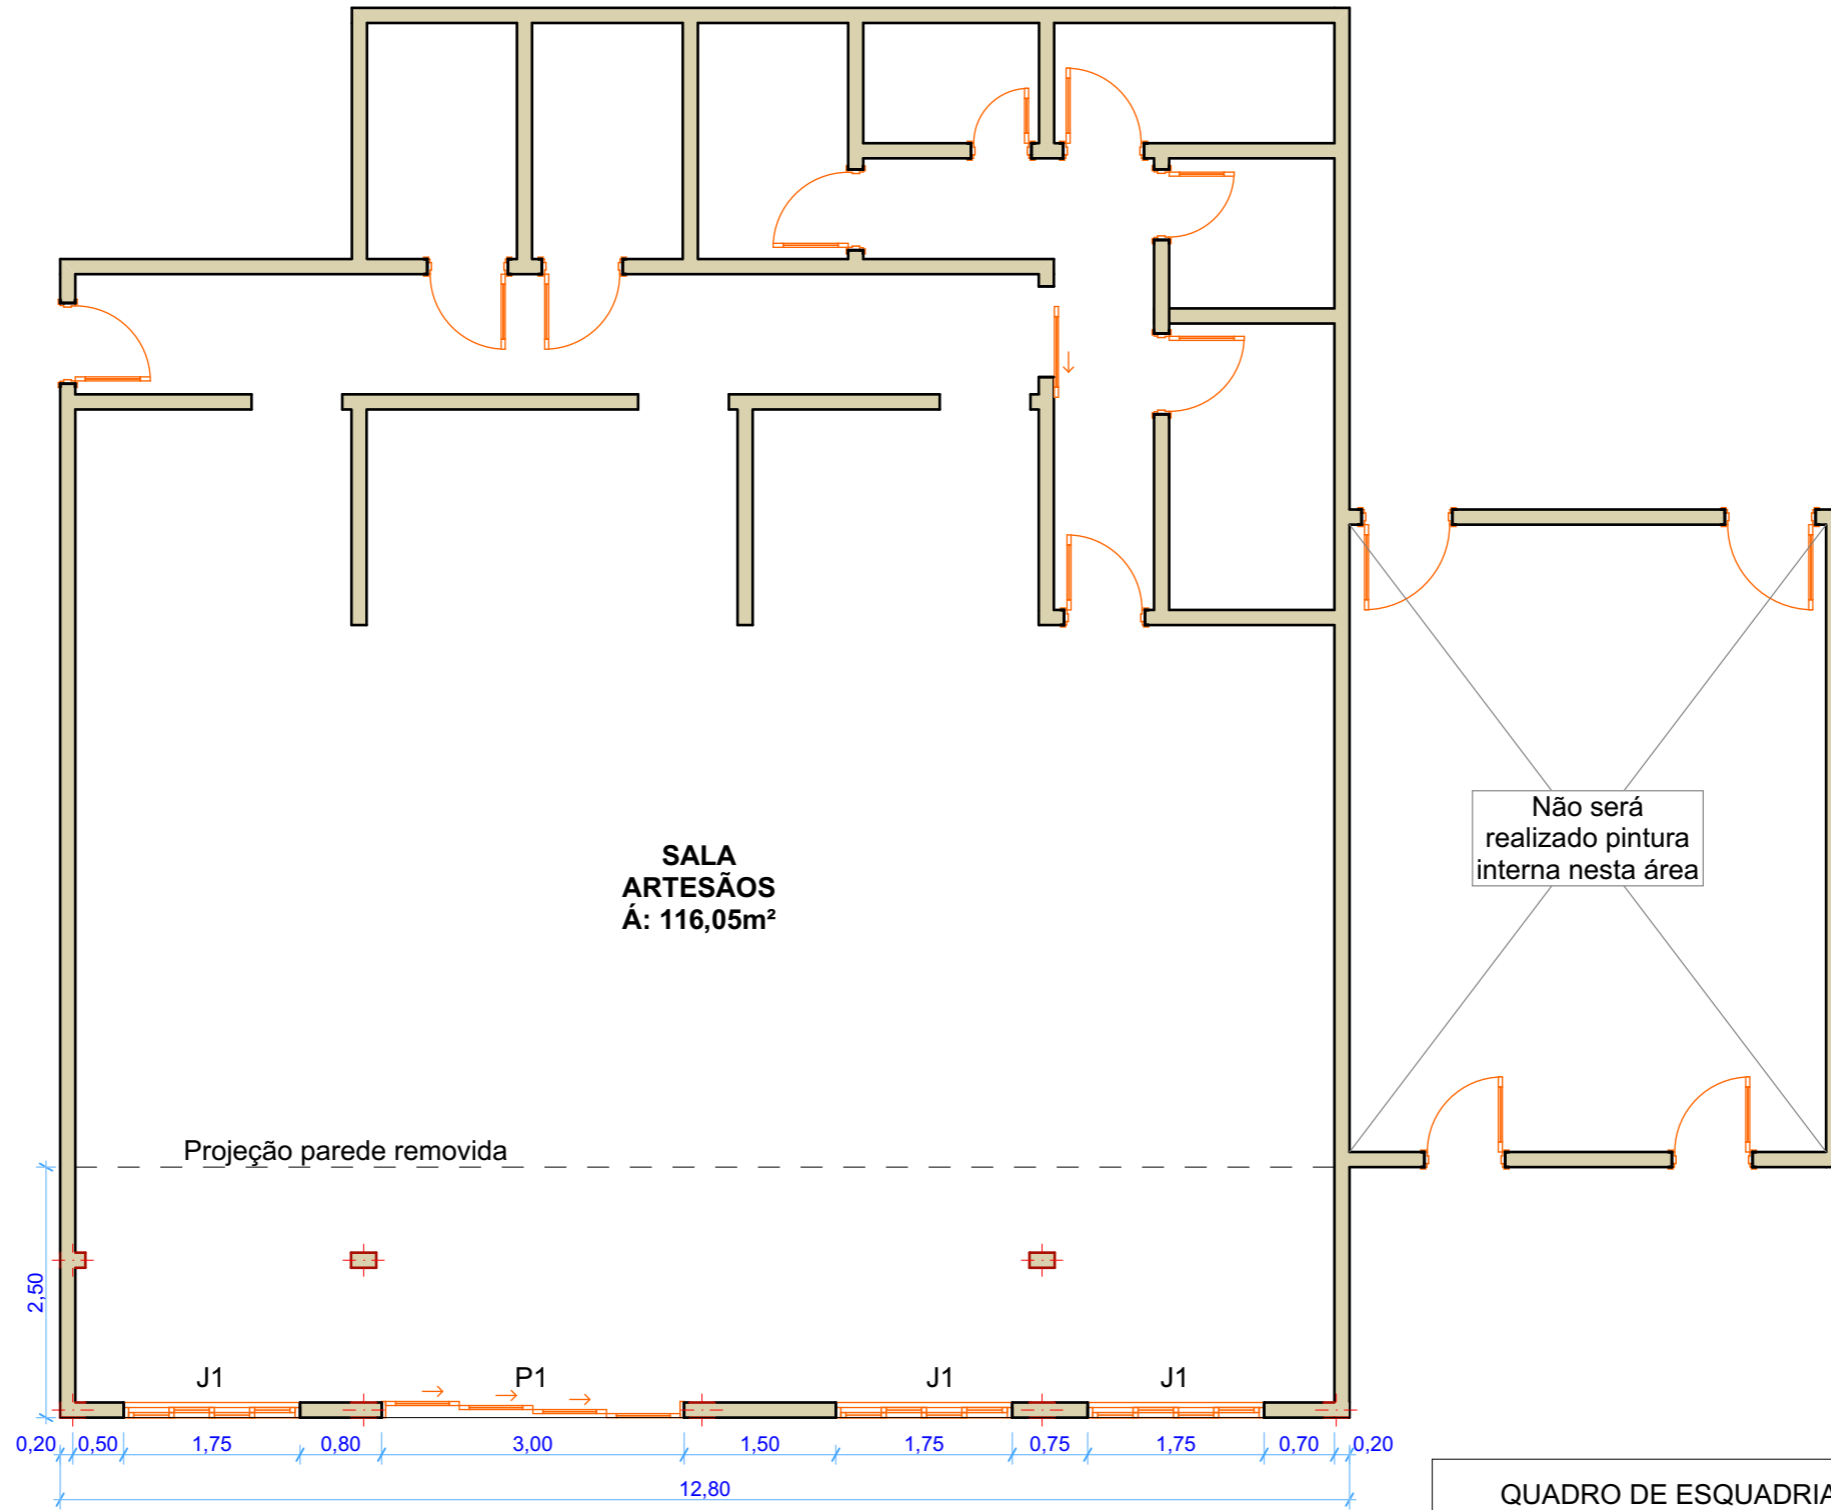 SALA
ARTESÃOS
Á: 116,05m²
Não será
realizado pintura
interna nesta área
Projeção parede removida
2,50
J1
P1
J1
J1
0,20
0,50
1,75
0,80
3,00
1,50
1,75
0,75
1,75
0,70
0,20
12,80
QUADRO DE ESQUADRIA